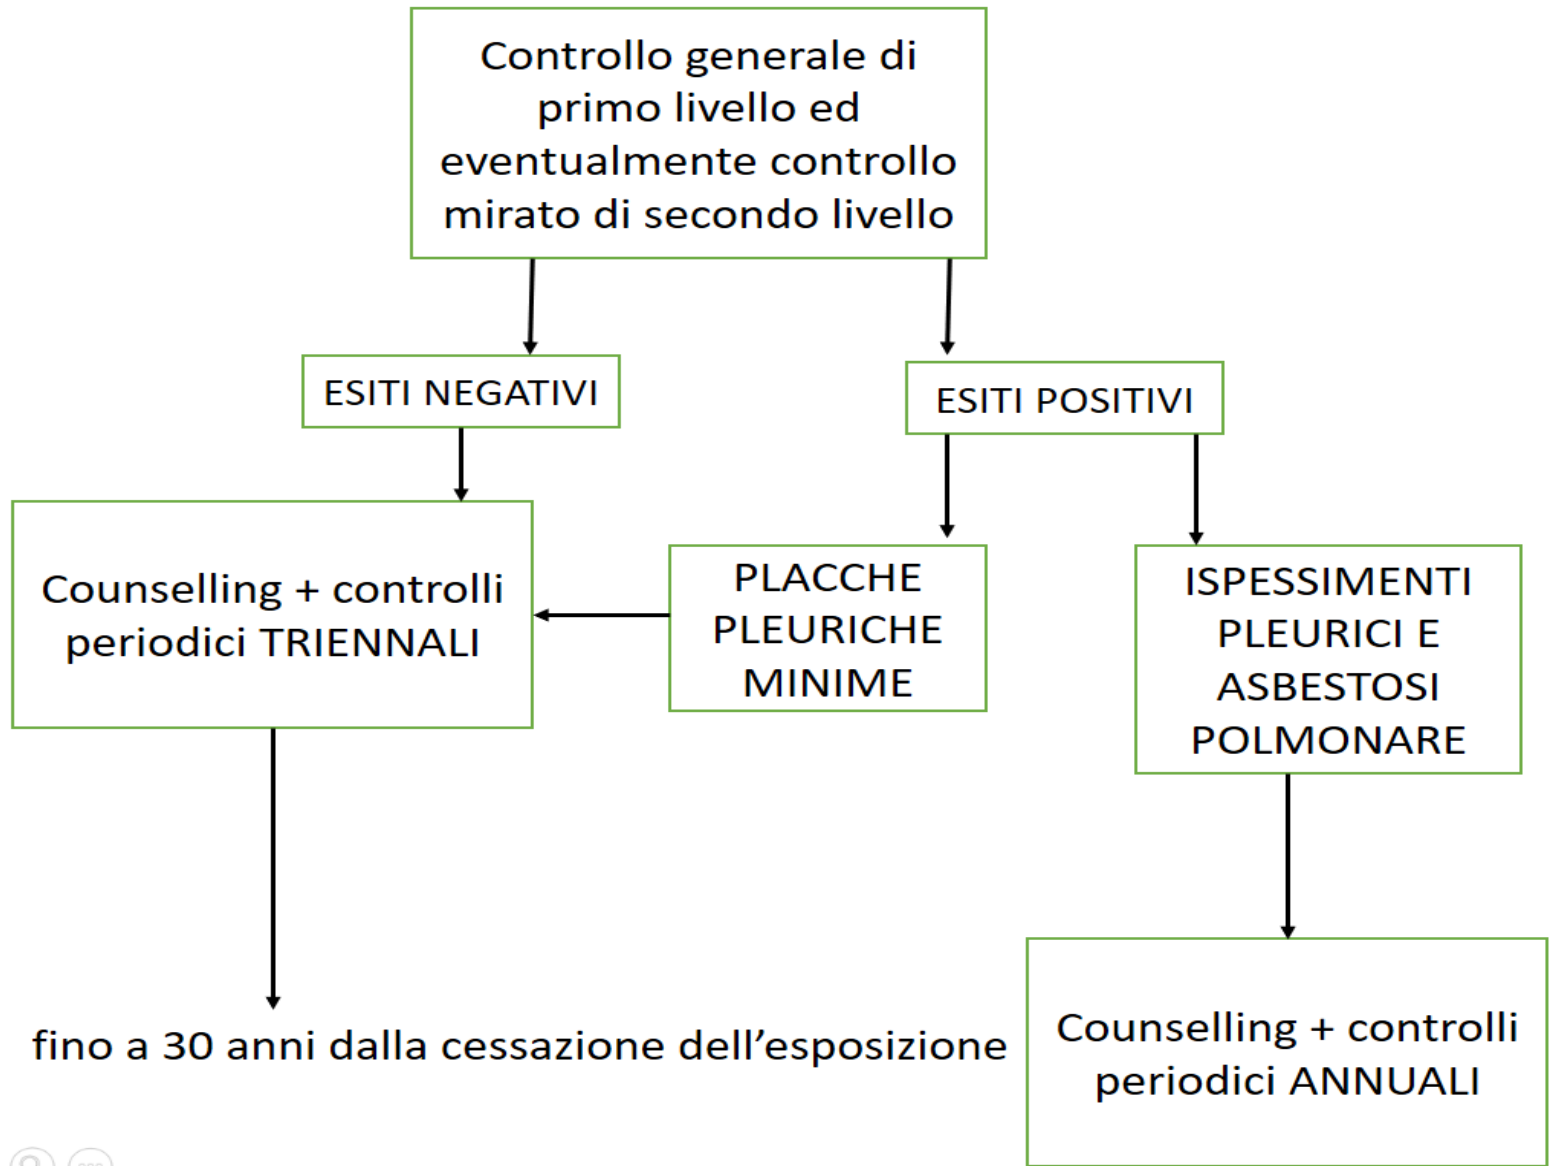 Controllo generale di
primo livello ed
eventualmente controllo
mirato di secondo livello
ESITI NEGATIVI
ESITI POSITIVI
Counselling + controlli
periodici TRIENNALI
PLACCHE
PLEURICHE
MINIME
ISPESSIMENTI
PLEURICI E
ASBESTOSI
POLMONARE
fino a 30 anni dalla cessazione dell’esposizione
Counselling + controlli
periodici ANNUALI